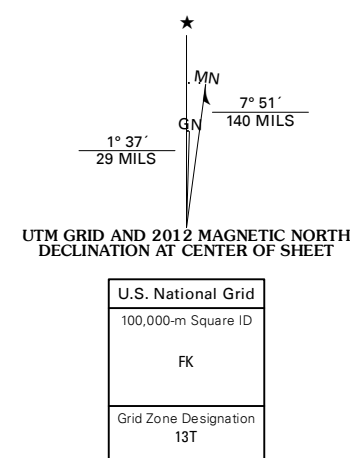 ★
MN
7° 51´
140 MILS
GN
1° 37´
29 MILS
UTM GRID AND 2012 MAGNETIC NORTH
DECLINATION AT CENTER OF SHEET
U.S. National Grid
100,000-m Square ID
FK
Grid Zone Designation
13T